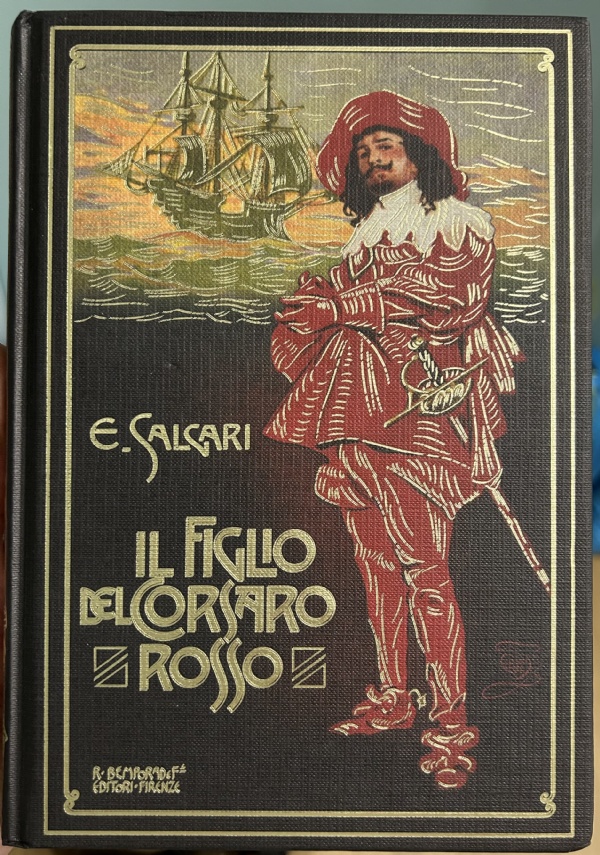 E. SALGARI
IL FIGLIO
DEL CORSARO
ROSSO
R. BEMPORAD e F.º
EDITORI · FIRENZE